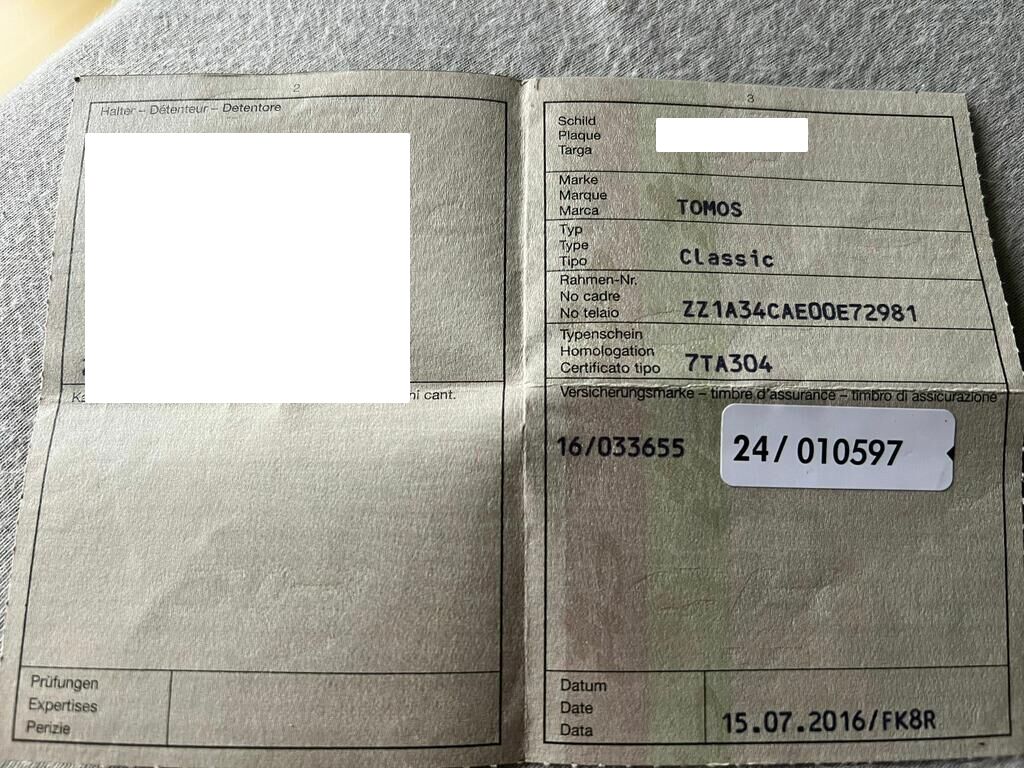 2
Halter – Détenteur – Detentore
ni cant.
Prüfungen
Expertises
Perizie
3
Schild
Plaque
Targa
Marke
Marque
Marca TOMOS
Typ
Type
Tipo Classic
Rahmen-Nr.
No cadre
No telaio ZZ1A34CAE00E72981
Typenschein
Homologation
Certificato tipo 7TA304
Versicherungsmarke – timbre d'assurance – timbro di assicurazione
16/033655 24/010597
Datum
Date
Data 15.07.2016/FK8R